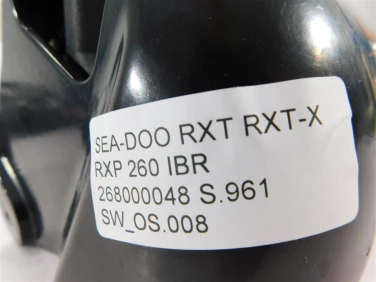 SEA-DOO RXT RXT-X
RXP 260 IBR
268000048 S.961
SW_OS.008